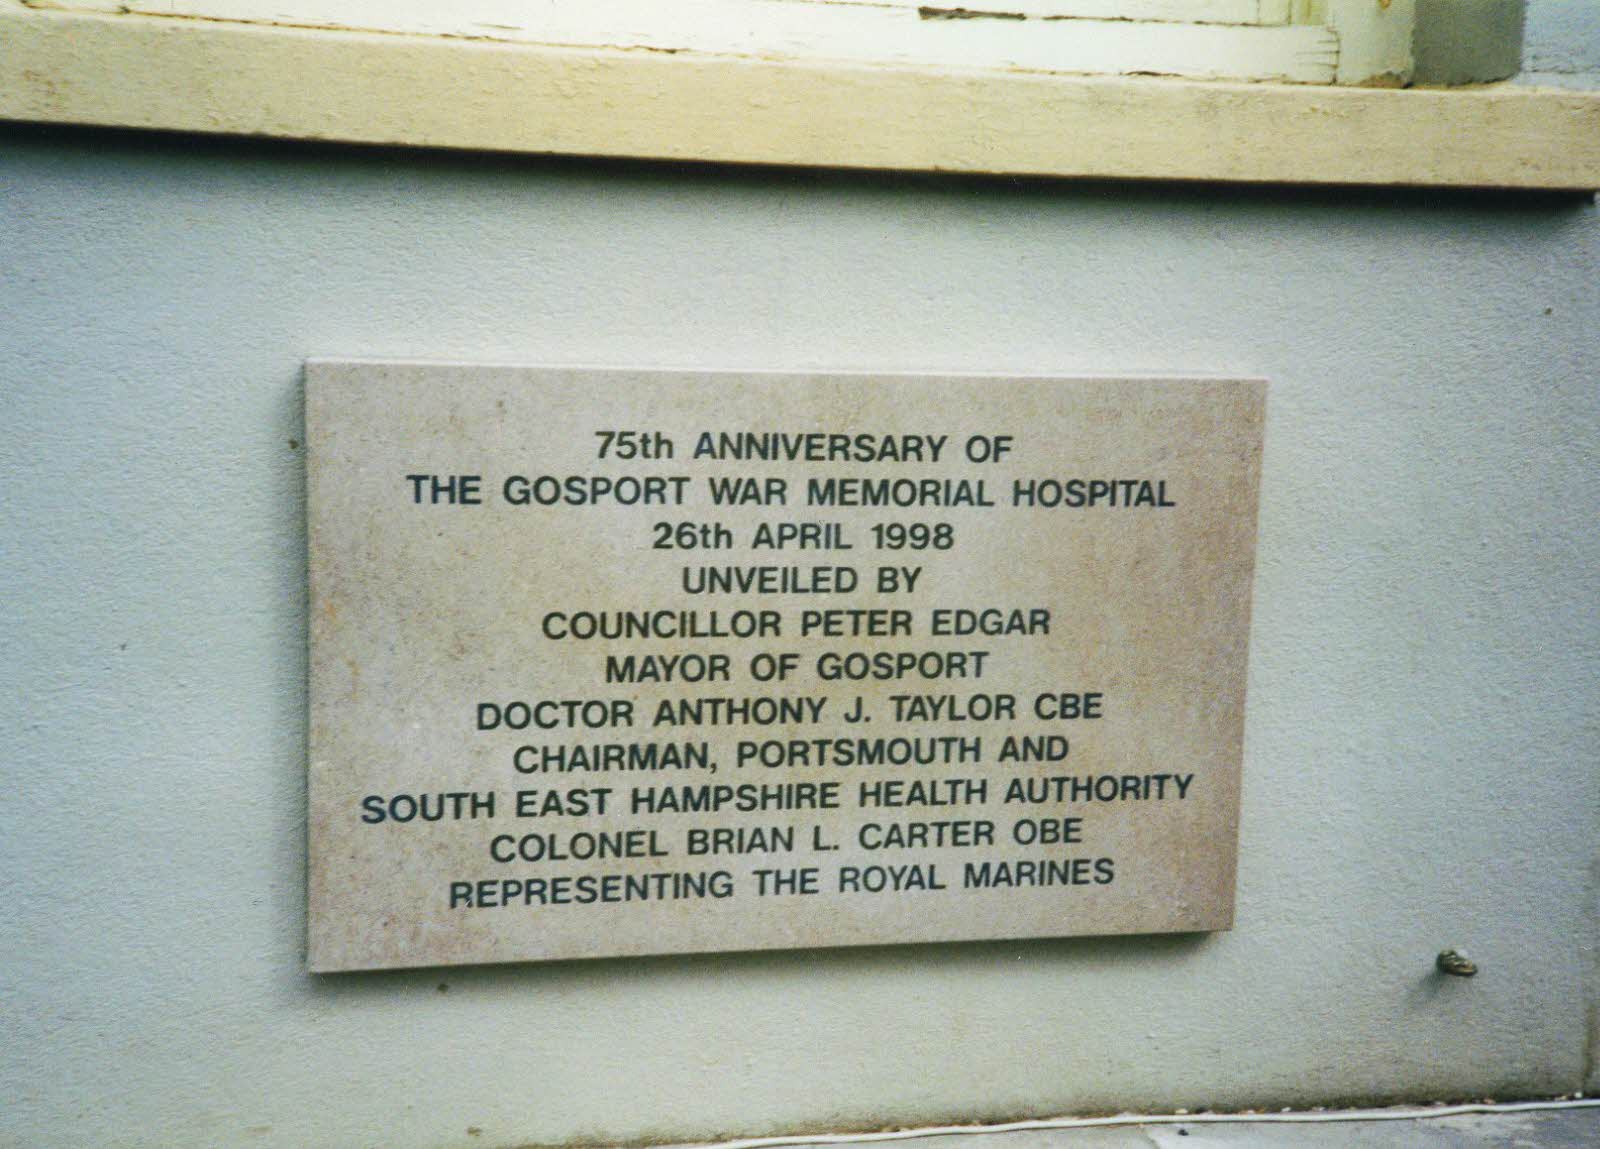 75th ANNIVERSARY OF
THE GOSPORT WAR MEMORIAL HOSPITAL
26th APRIL 1998
UNVEILED BY
COUNCILLOR PETER EDGAR
MAYOR OF GOSPORT
DOCTOR ANTHONY J. TAYLOR CBE
CHAIRMAN, PORTSMOUTH AND
SOUTH EAST HAMPSHIRE HEALTH AUTHORITY
COLONEL BRIAN L. CARTER OBE
REPRESENTING THE ROYAL MARINES